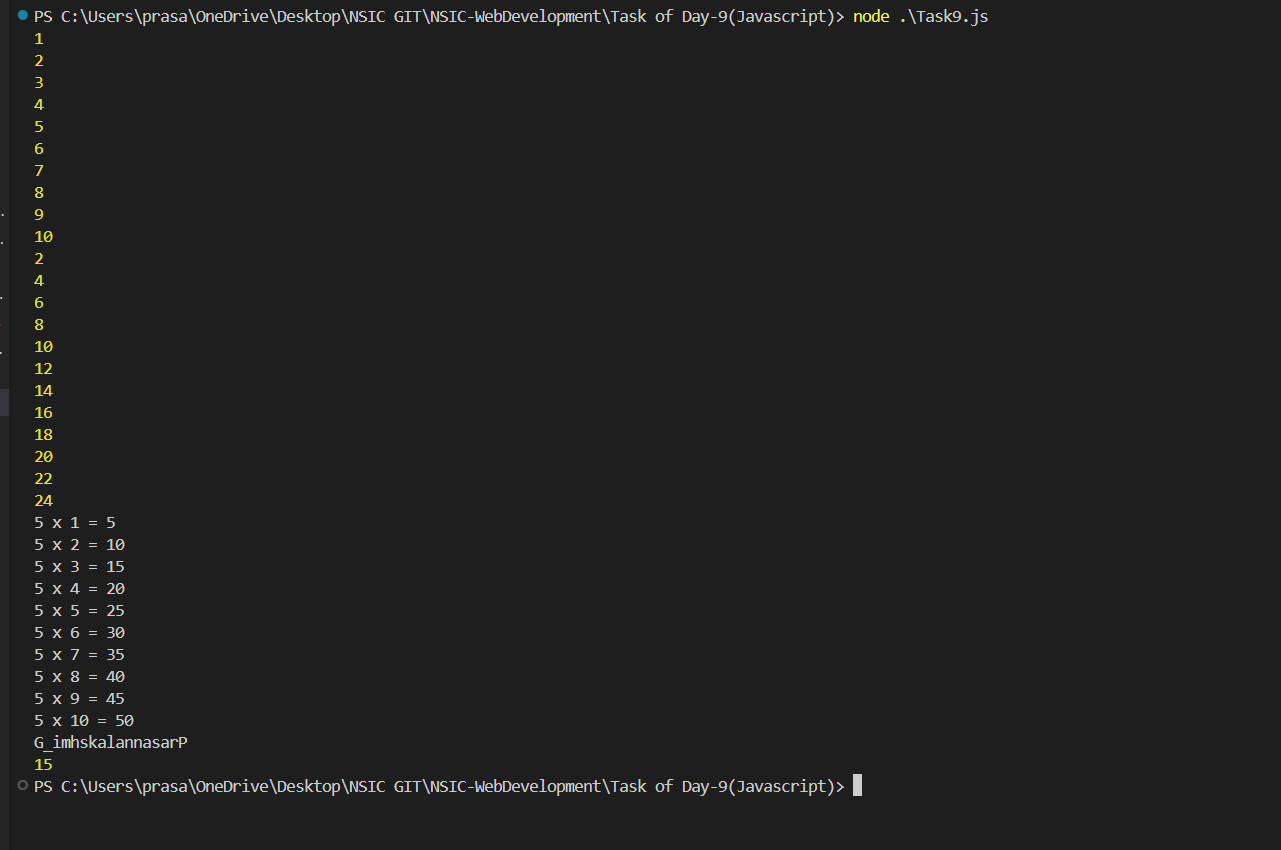 PS C:\Users\prasa\OneDrive\Desktop\NSIC GIT\NSIC-WebDevelopment\Task of Day-9(Javascript)> node .\Task9.js
1
2
3
4
5
6
7
8
9
10
2
4
6
8
10
12
14
16
18
20
22
24
5 x 1 = 5
5 x 2 = 10
5 x 3 = 15
5 x 4 = 20
5 x 5 = 25
5 x 6 = 30
5 x 7 = 35
5 x 8 = 40
5 x 9 = 45
5 x 10 = 50
G_imhskalannasarP
15
PS C:\Users\prasa\OneDrive\Desktop\NSIC GIT\NSIC-WebDevelopment\Task of Day-9(Javascript)>